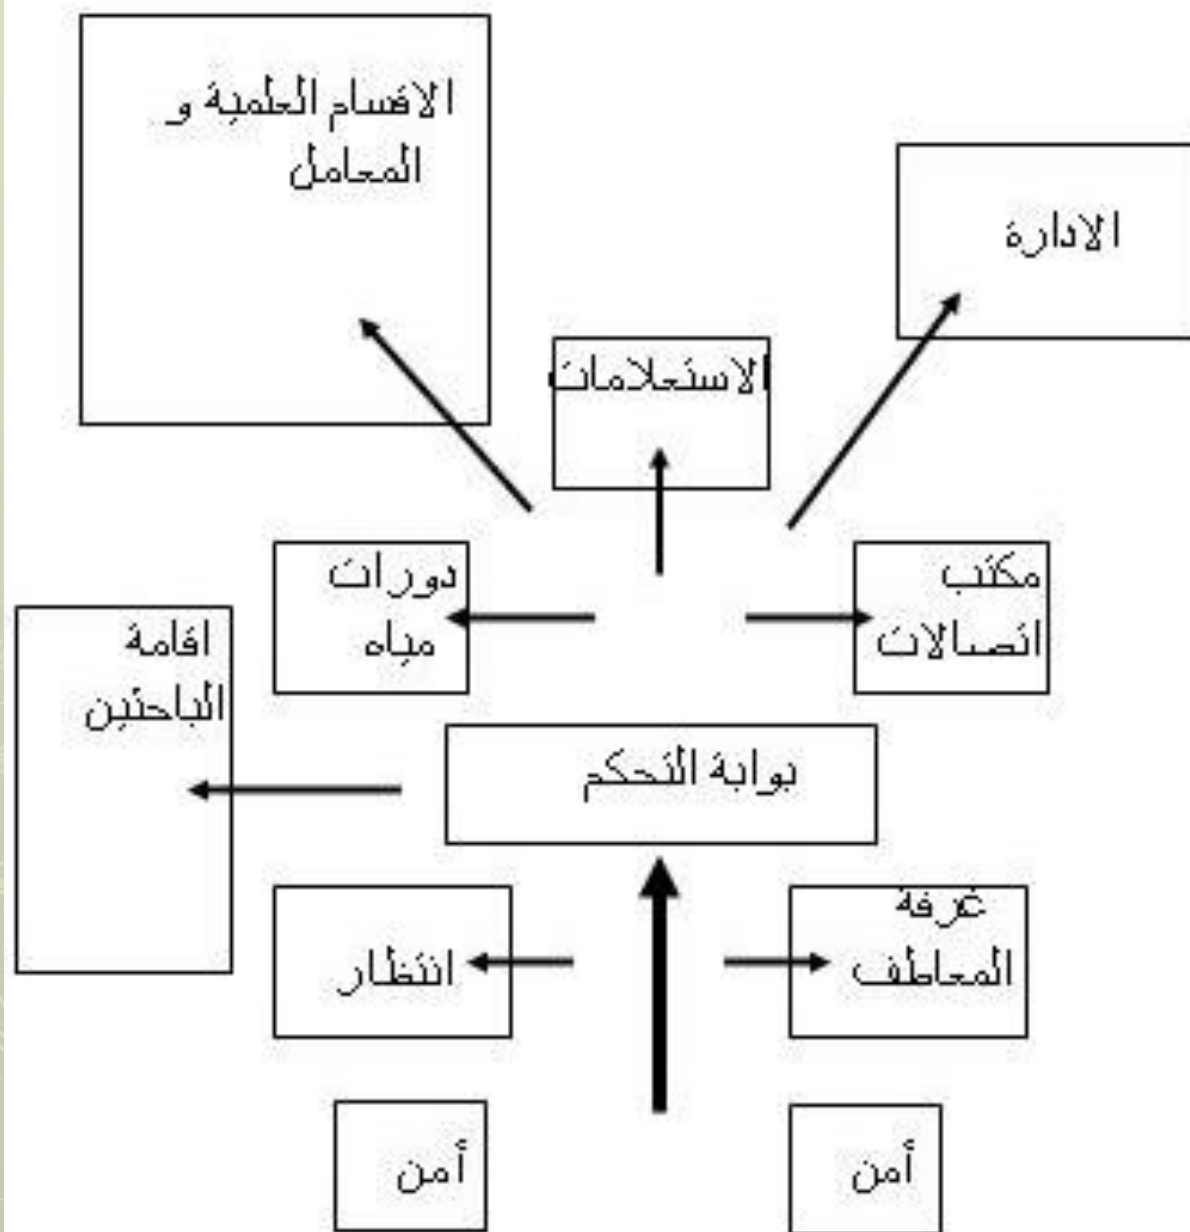 الاقسام العلمية و
المعامل
الادارة
الاستعلامات
دورات
مياه
مكتب
اتصالات
اقامة
الباحثين
بوابة التحكم
غرفة
المعاطف
انتظار
أمن
أمن